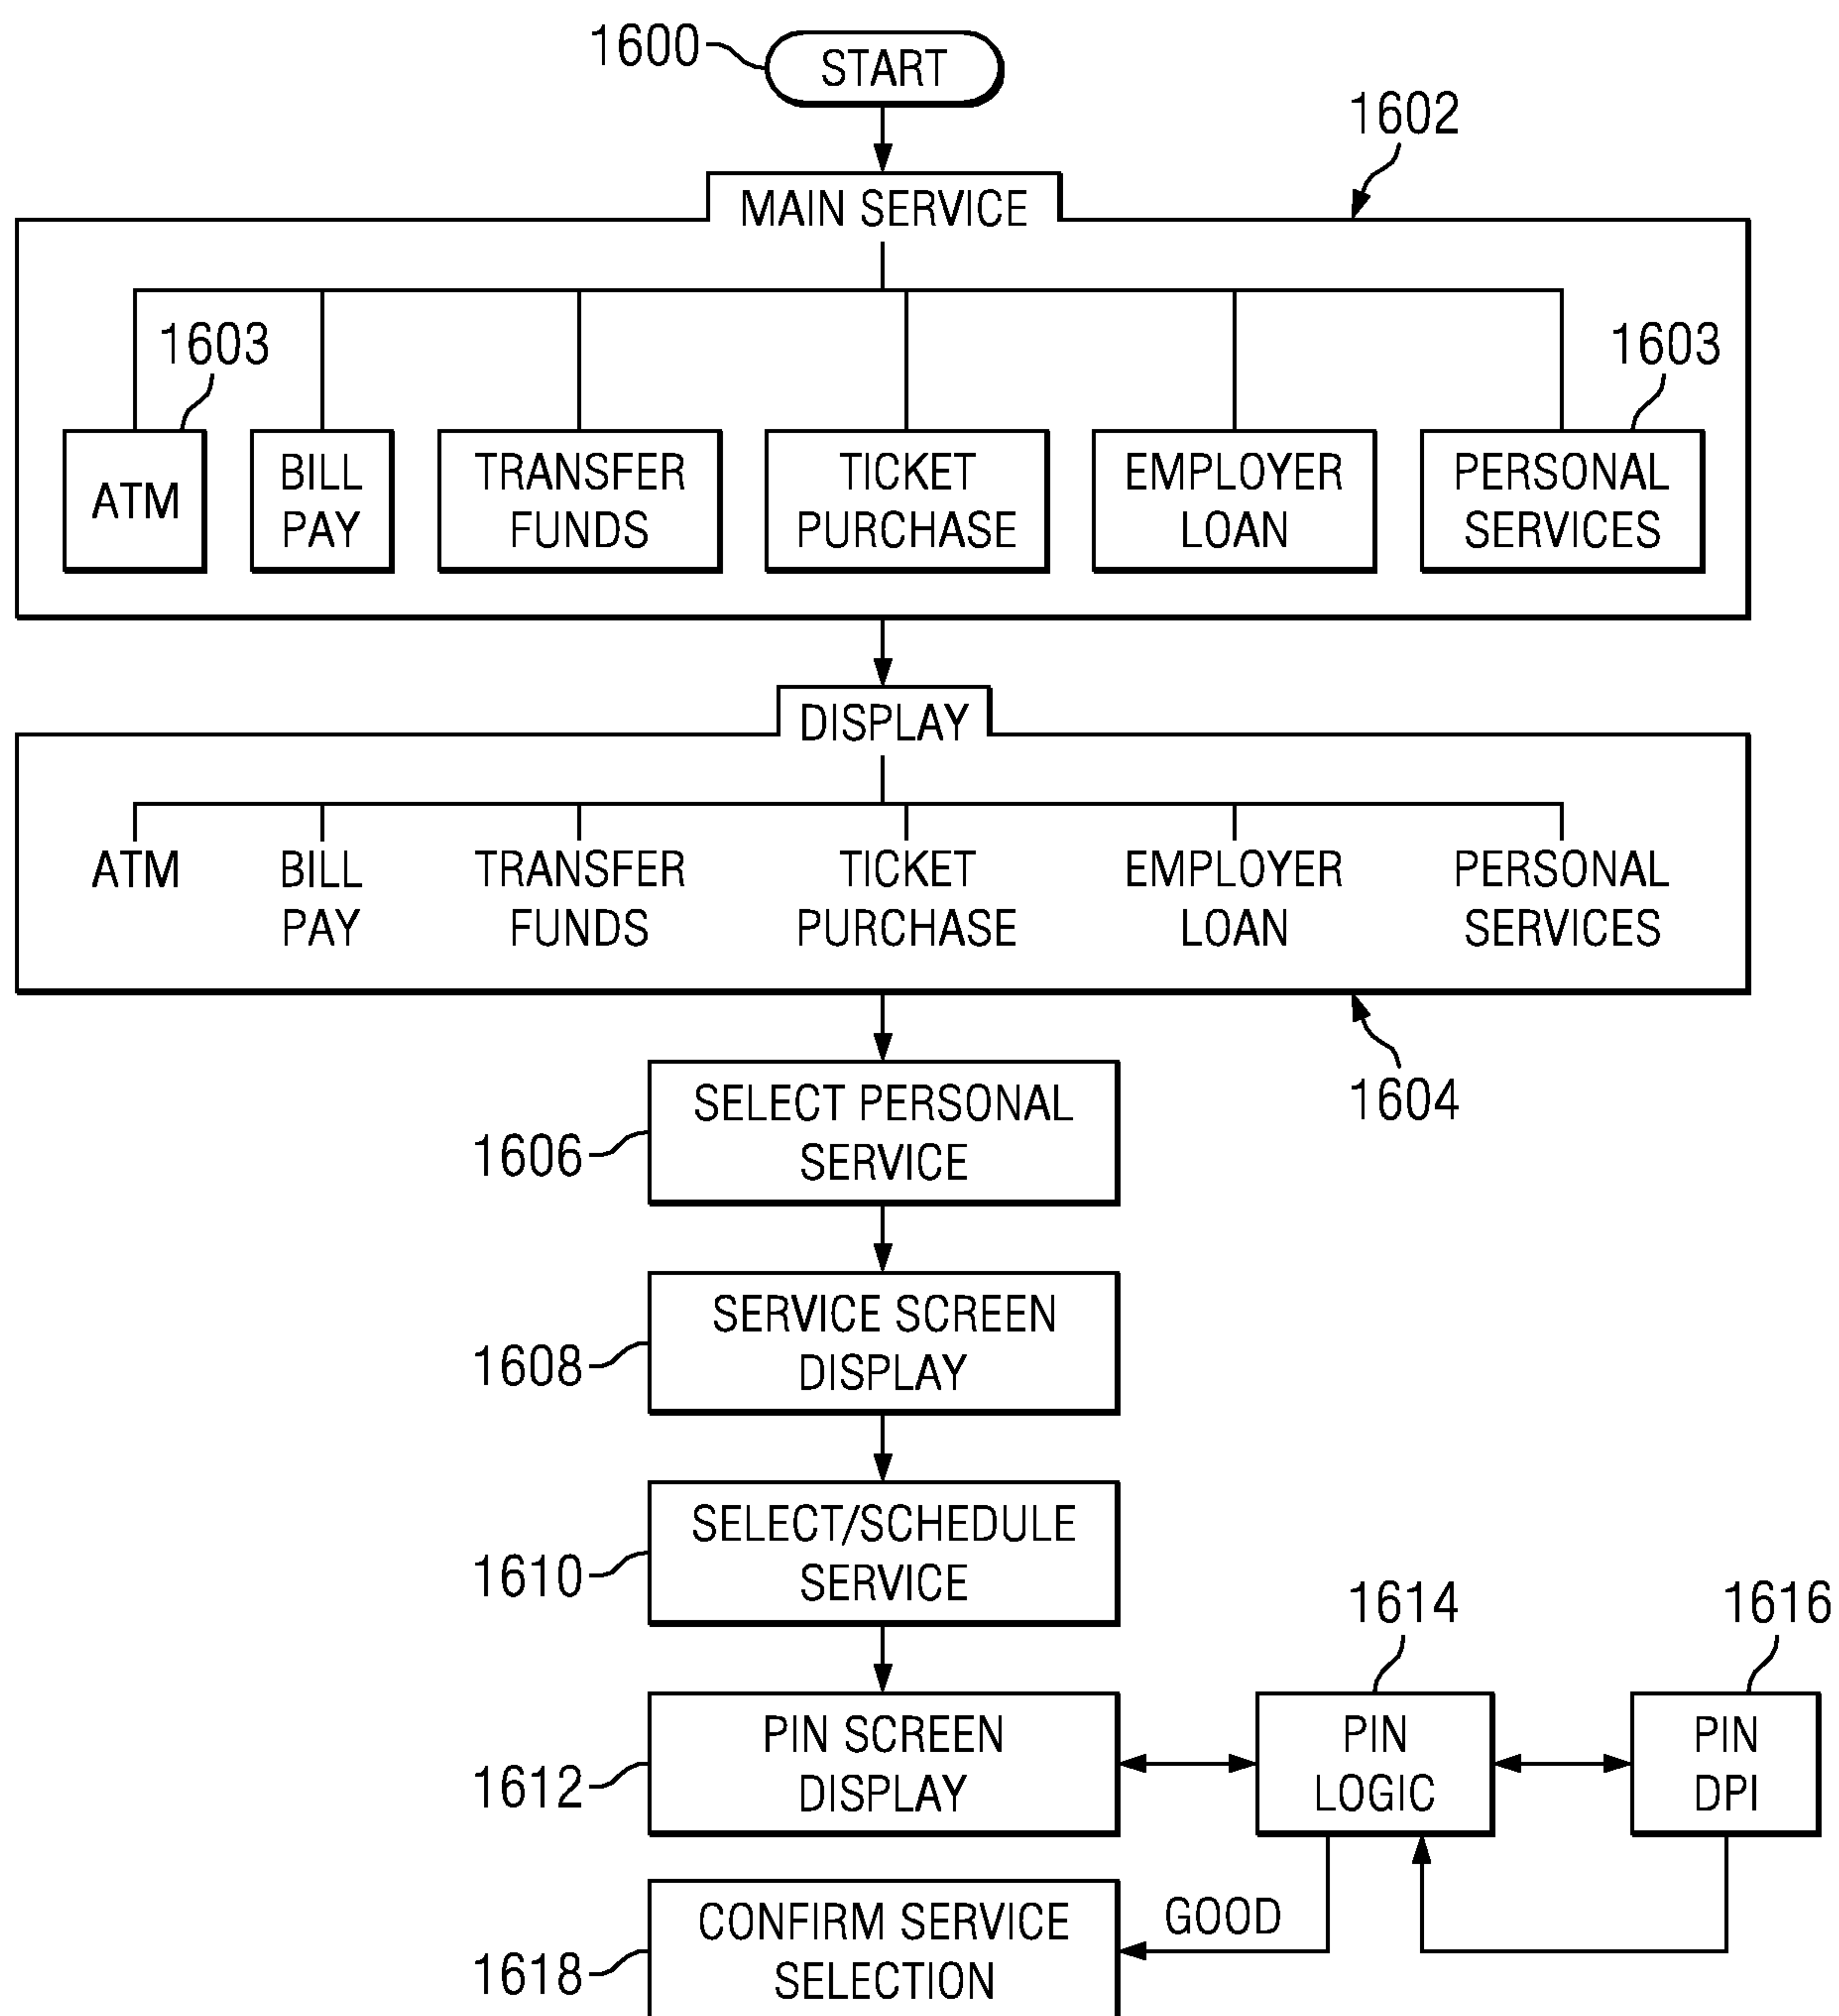 1600
START
1602
MAIN SERVICE
1603
1603
ATM
BILL
PAY
TRANSFER
FUNDS
TICKET
PURCHASE
EMPLOYER
LOAN
PERSONAL
SERVICES
DISPLAY
ATM
BILL
PAY
TRANSFER
FUNDS
TICKET
PURCHASE
EMPLOYER
LOAN
PERSONAL
SERVICES
1604
SELECT PERSONAL
SERVICE
1606
SERVICE SCREEN
DISPLAY
1608
SELECT/SCHEDULE
SERVICE
1610
1614
1616
PIN SCREEN
DISPLAY
1612
PIN
LOGIC
PIN
DPI
GOOD
CONFIRM SERVICE
SELECTION
1618